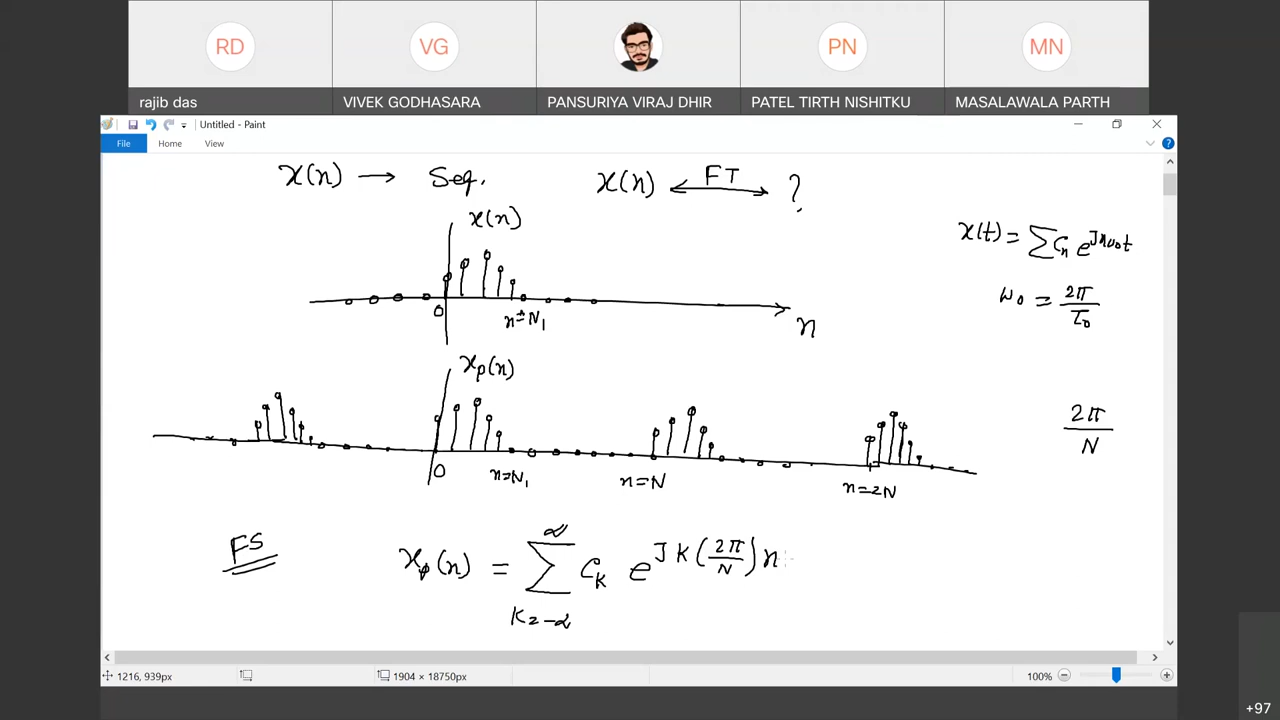 RD VG PN MN
rajib das VIVEK GODHASARA PANSURIYA VIRAJ DHIR PATEL TIRTH NISHITKU MASALAWALA PARTH
Untitled - Paint
File Home View
x(n) → Seq. x(n) ←FT→ ?
x(n)
x(t) = ∑ Cn e^Jnω0t
0 n=N1 n
ω0 = 2π/T0
xp(n)
2π/N
0 n=N1 n=N n=2N
FS xp(n) = ∑ (K=-∞ to ∞) CK e^JK(2π/N)n
1216, 939px 1904 × 18750px 100%
+97